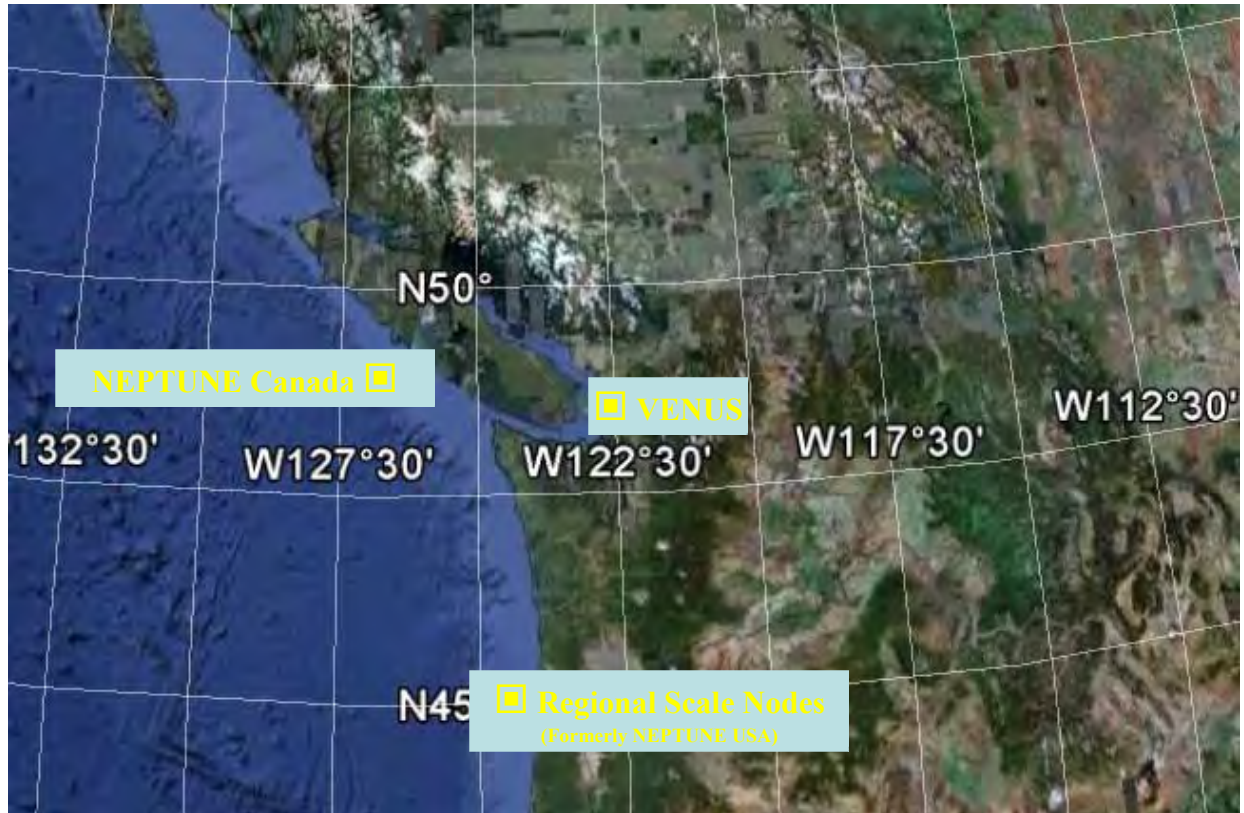 N50°
NEPTUNE Canada
VENUS
132°30'
W127°30'
W122°30'
W117°30'
W112°30'
N45
Regional Scale Nodes
(Formerly NEPTUNE USA)